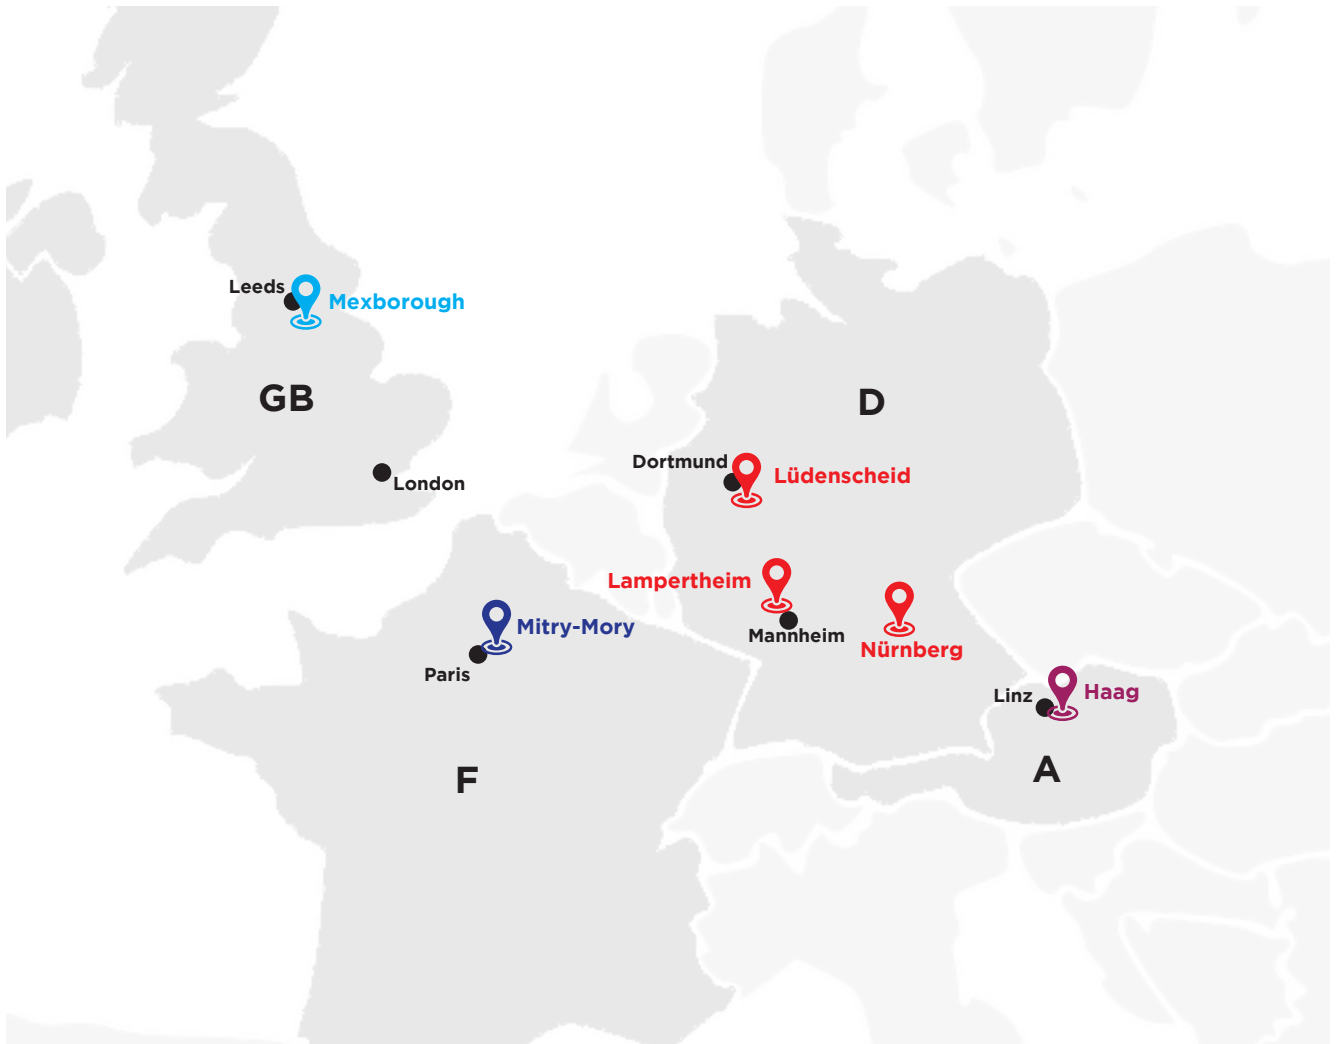 Leeds
Mexborough
GB
D
London
Dortmund
Lüdenscheid
Lampertheim
Mannheim
Nürnberg
Mitry-Mory
Paris
Linz
Haag
F
A